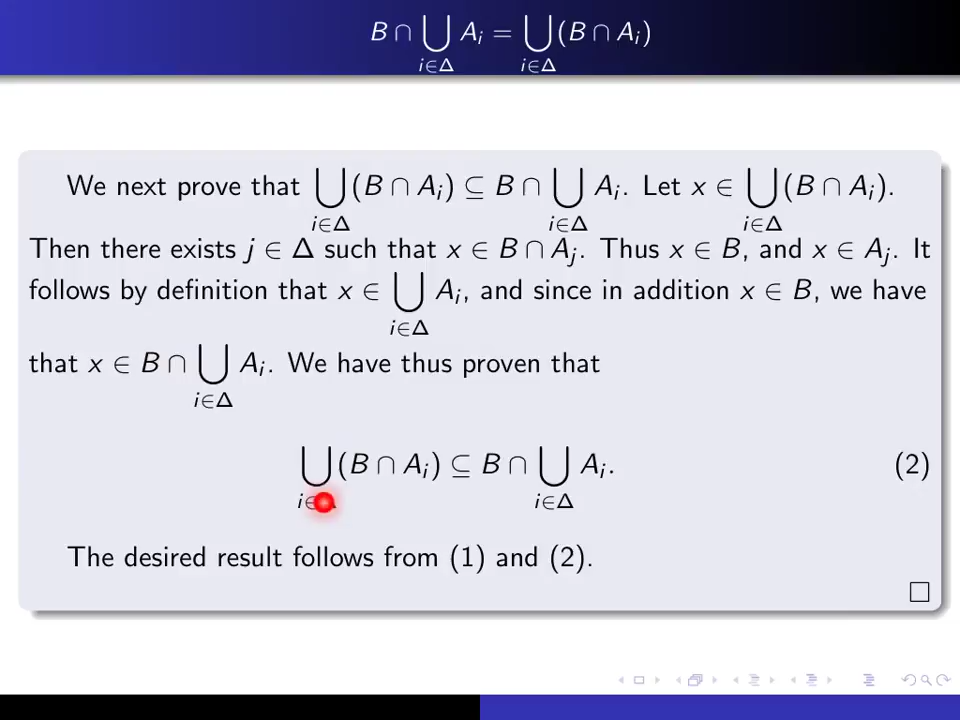 B ∩ ⋃_{i∈Δ} A_i = ⋃_{i∈Δ} (B ∩ A_i)
We next prove that ⋃_{i∈Δ} (B ∩ A_i) ⊆ B ∩ ⋃_{i∈Δ} A_i. Let x ∈ ⋃_{i∈Δ} (B ∩ A_i).
Then there exists j ∈ Δ such that x ∈ B ∩ A_j. Thus x ∈ B, and x ∈ A_j. It
follows by definition that x ∈ ⋃_{i∈Δ} A_i, and since in addition x ∈ B, we have
that x ∈ B ∩ ⋃_{i∈Δ} A_i. We have thus proven that
⋃_{i∈Δ} (B ∩ A_i) ⊆ B ∩ ⋃_{i∈Δ} A_i. (2)
The desired result follows from (1) and (2).
□